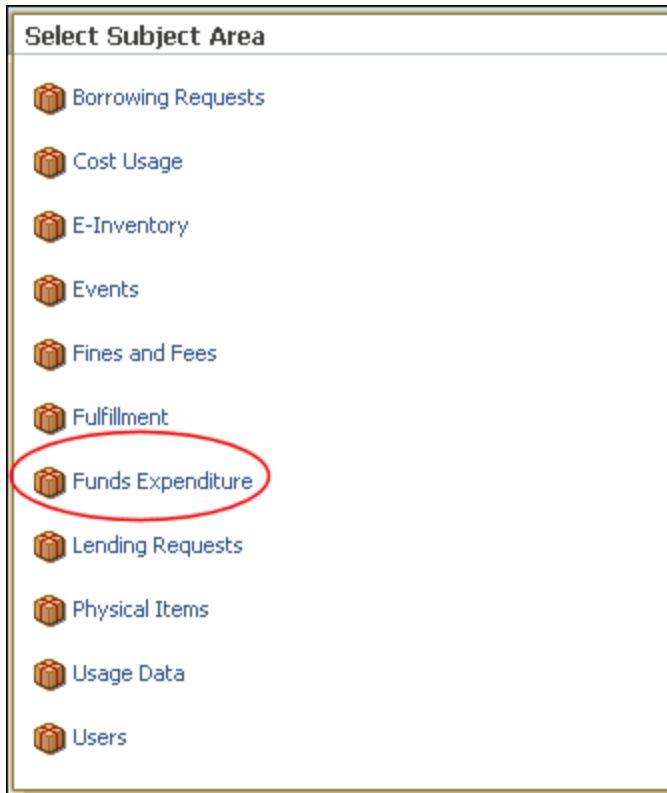 Select Subject Area
Borrowing Requests
Cost Usage
E-Inventory
Events
Fines and Fees
Fulfillment
Funds Expenditure
Lending Requests
Physical Items
Usage Data
Users